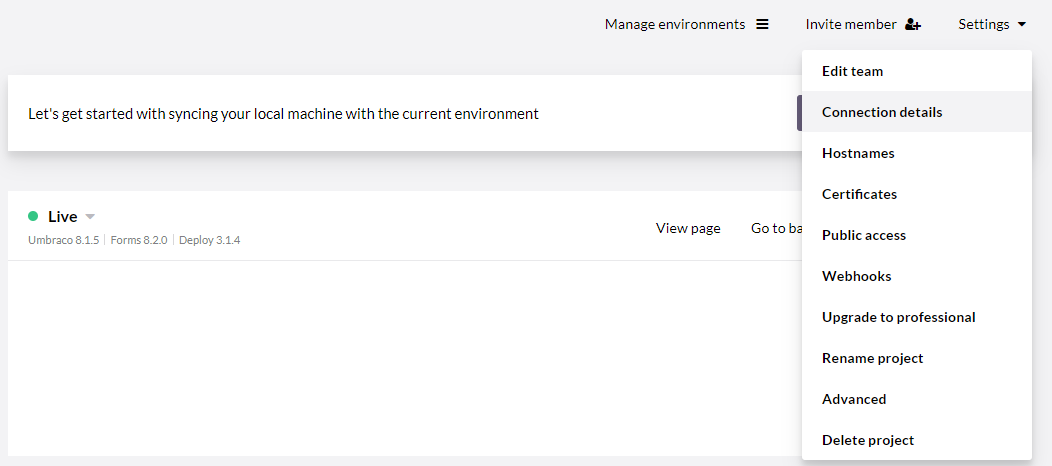 Manage environments
Invite member
Settings
Edit team
Connection details
Hostnames
Certificates
Public access
Webhooks
Upgrade to professional
Rename project
Advanced
Delete project
Let's get started with syncing your local machine with the current environment
Live
Umbraco 8.1.5 | Forms 8.2.0 | Deploy 3.1.4
View page
Go to ba